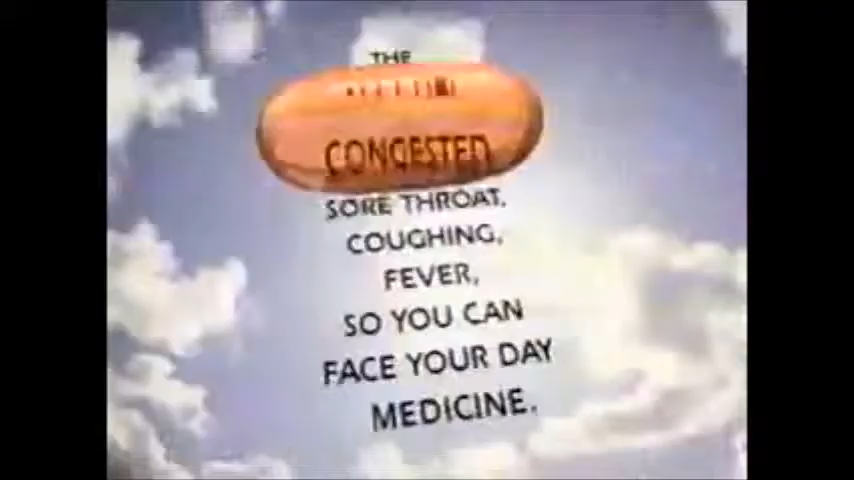 THE
CONGESTED
SORE THROAT,
COUGHING,
FEVER,
SO YOU CAN
FACE YOUR DAY
MEDICINE.